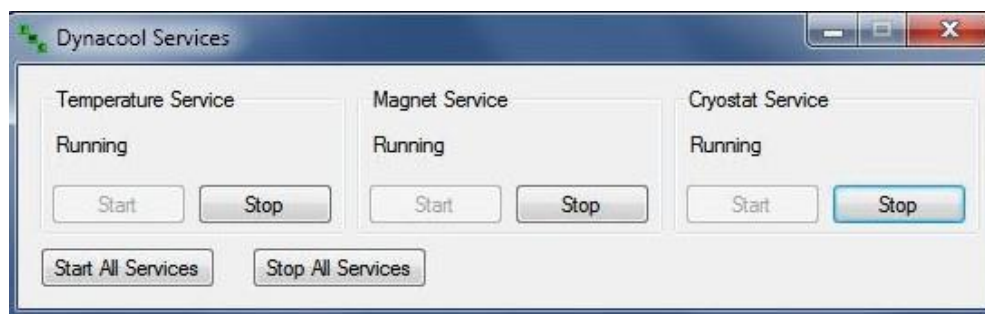 Dynacool Services
Temperature Service
Magnet Service
Cryostat Service
Running
Running
Running
Start
Stop
Start
Stop
Start
Stop
Start All Services
Stop All Services